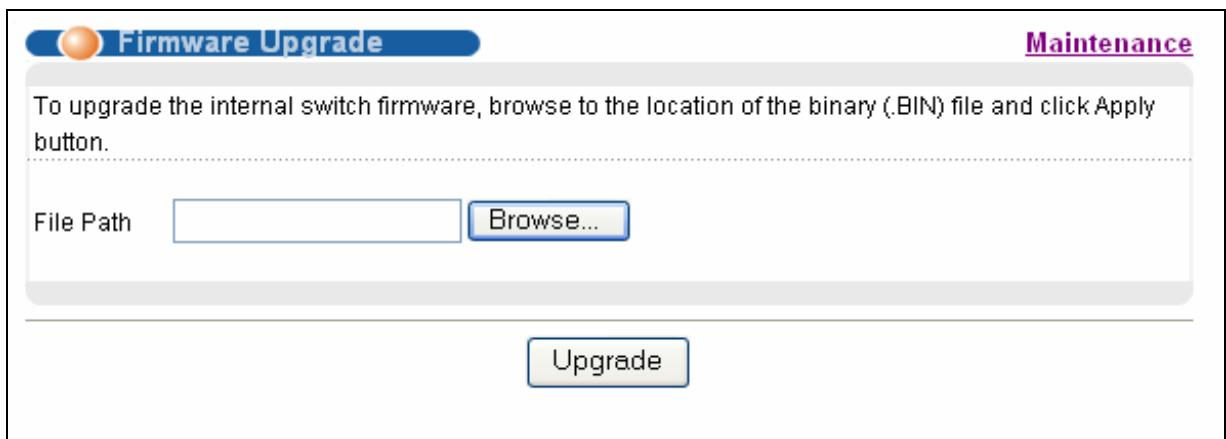 Firmware Upgrade
Maintenance
To upgrade the internal switch firmware, browse to the location of the binary (.BIN) file and click Apply
button.
File Path
Browse...
Upgrade